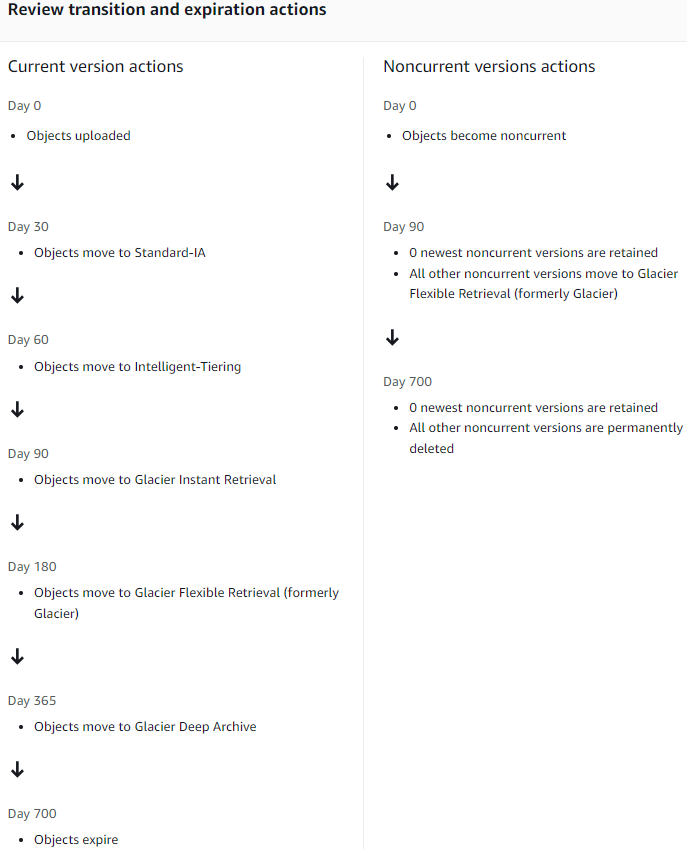 Review transition and expiration actions
Current version actions
Day 0
Objects uploaded
Day 30
Objects move to Standard-IA
Day 60
Objects move to Intelligent-Tiering
Day 90
Objects move to Glacier Instant Retrieval
Day 180
Objects move to Glacier Flexible Retrieval (formerly
Glacier)
Day 365
Objects move to Glacier Deep Archive
Day 700
Objects expire
Noncurrent versions actions
Day 0
Objects become noncurrent
Day 90
0 newest noncurrent versions are retained
All other noncurrent versions move to Glacier
Flexible Retrieval (formerly Glacier)
Day 700
0 newest noncurrent versions are retained
All other noncurrent versions are permanently
deleted